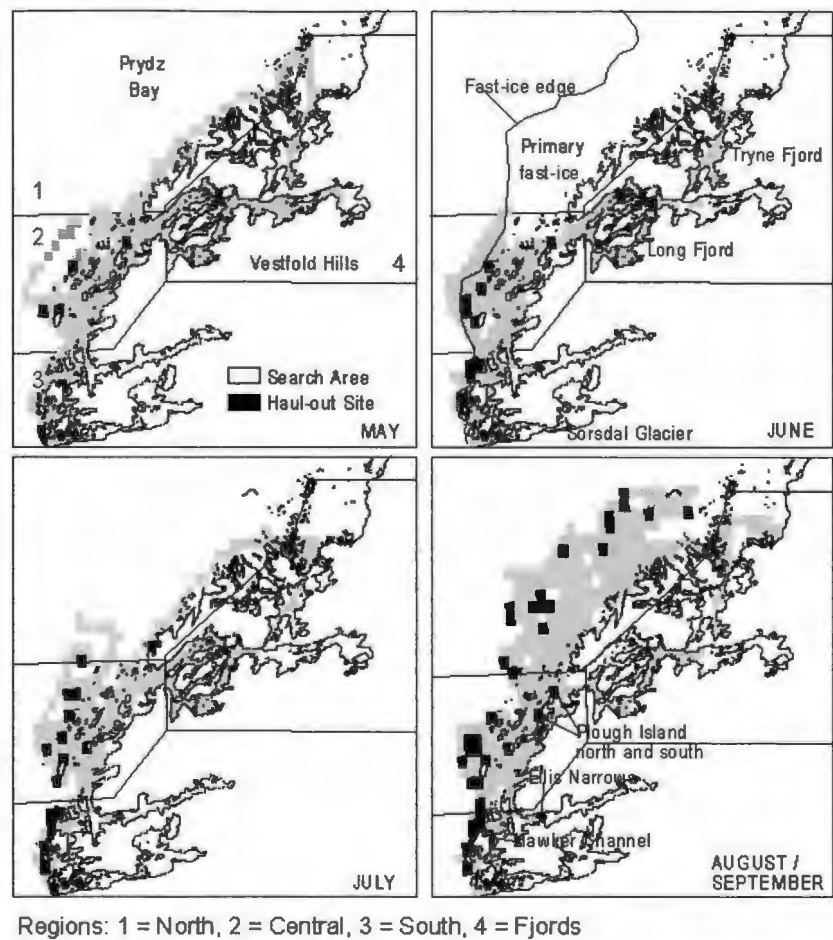 Prydz
Bay
1
2
Vestfold Hills 4
3
Search Area
Haul-out Site
MAY
Fast-ice edge
Primary
fast-ice
Tryne Fjord
Long Fjord
Sorsdal Glacier
JUNE
JULY
Plough Island
north and south
Ellis Narrows
Hawker Channel
AUGUST /
SEPTEMBER
Regions: 1 = North, 2 = Central, 3 = South, 4 = Fjords